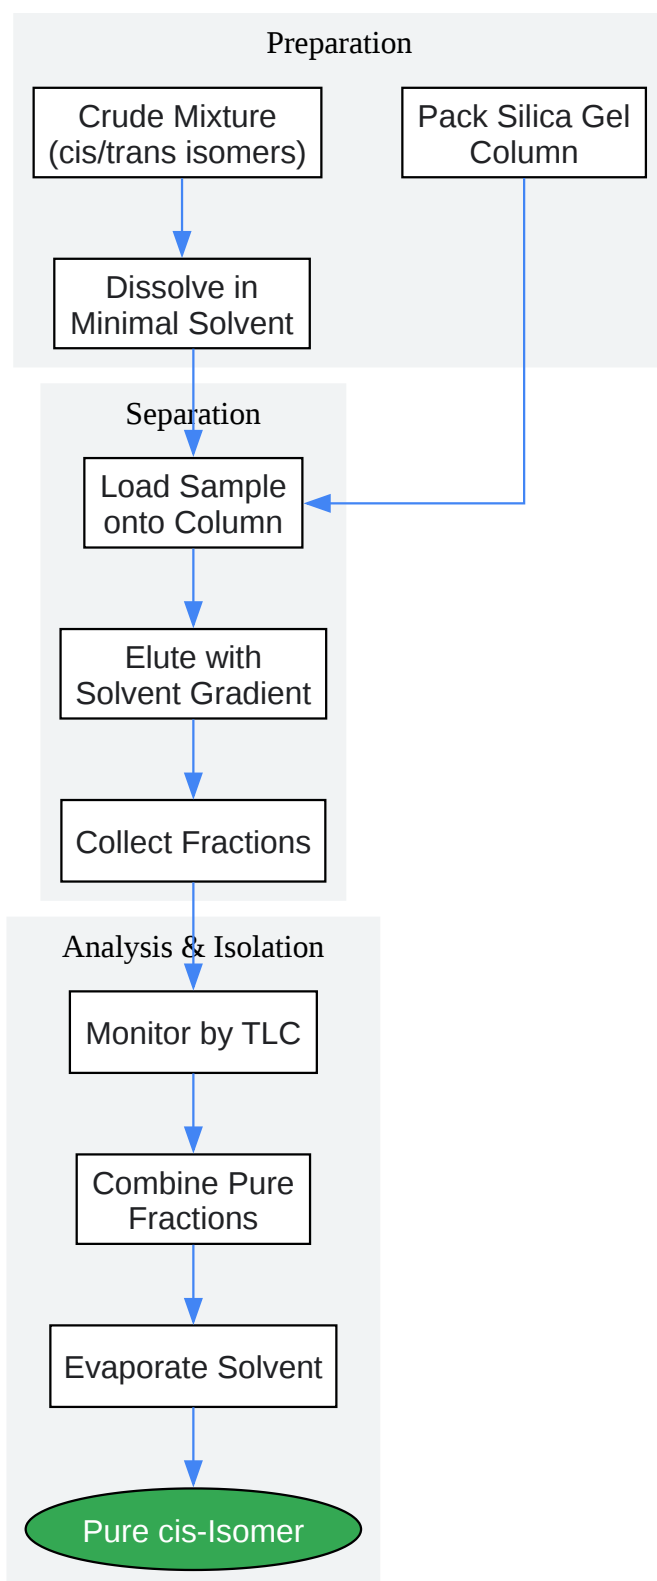 Preparation
Crude Mixture
(cis/trans isomers)
Pack Silica Gel
Column
Dissolve in
Minimal Solvent
Separation
Load Sample
onto Column
Elute with
Solvent Gradient
Collect Fractions
Analysis & Isolation
Monitor by TLC
Combine Pure
Fractions
Evaporate Solvent
Pure cis-Isomer